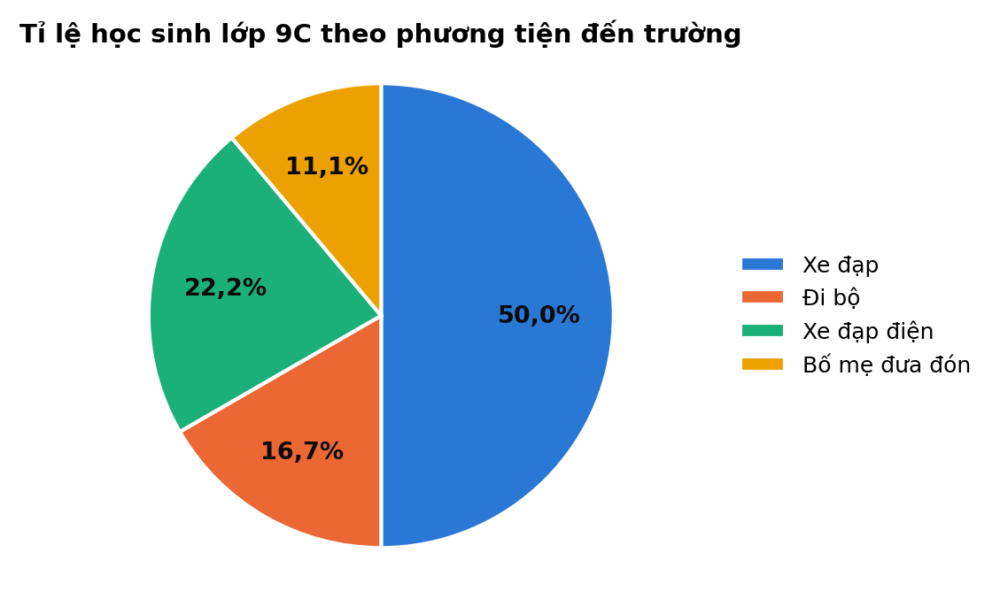 Tỉ lệ học sinh lớp 9C theo phương tiện đến trường
11,1%
22,2%
50,0%
16,7%
Xe đạp
Đi bộ
Xe đạp điện
Bố mẹ đưa đón